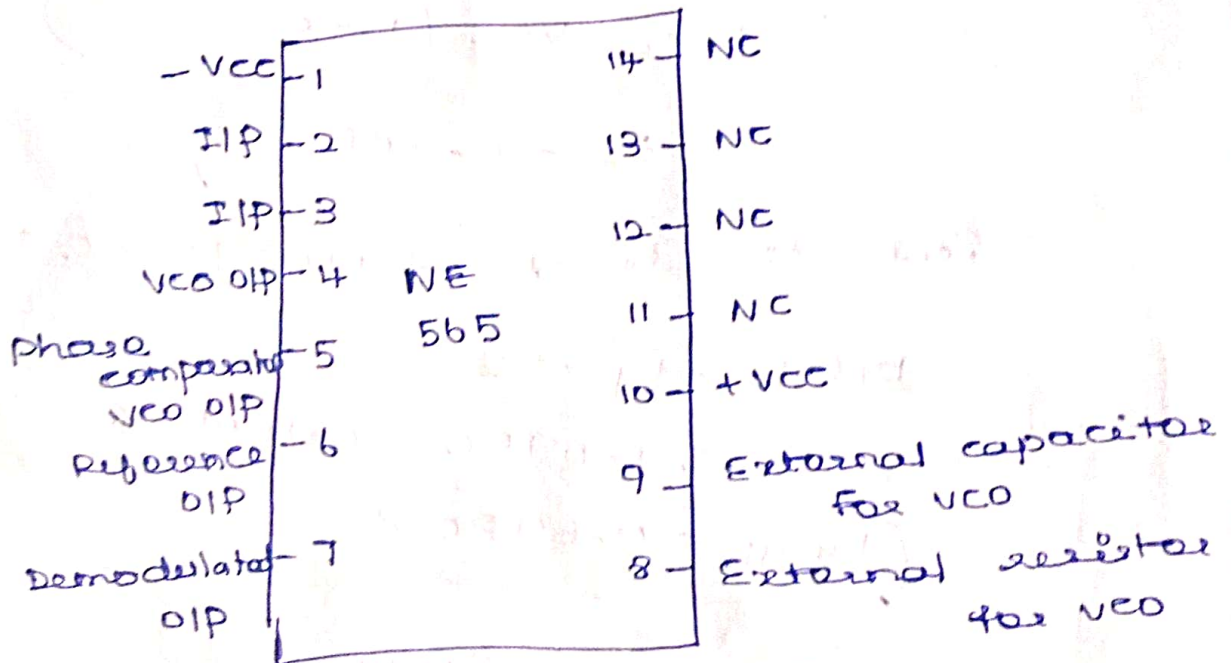 - VCC 1
I/P 2
I/P 3
VCO O/P 4
Phase
comparator 5
VCO O/P
Reference 6
O/P
Demodulated 7
O/P
NE
565
14 NC
13 NC
12 NC
11 NC
10 + VCC
9 External capacitor
For VCO
8 External resistor
for VCO